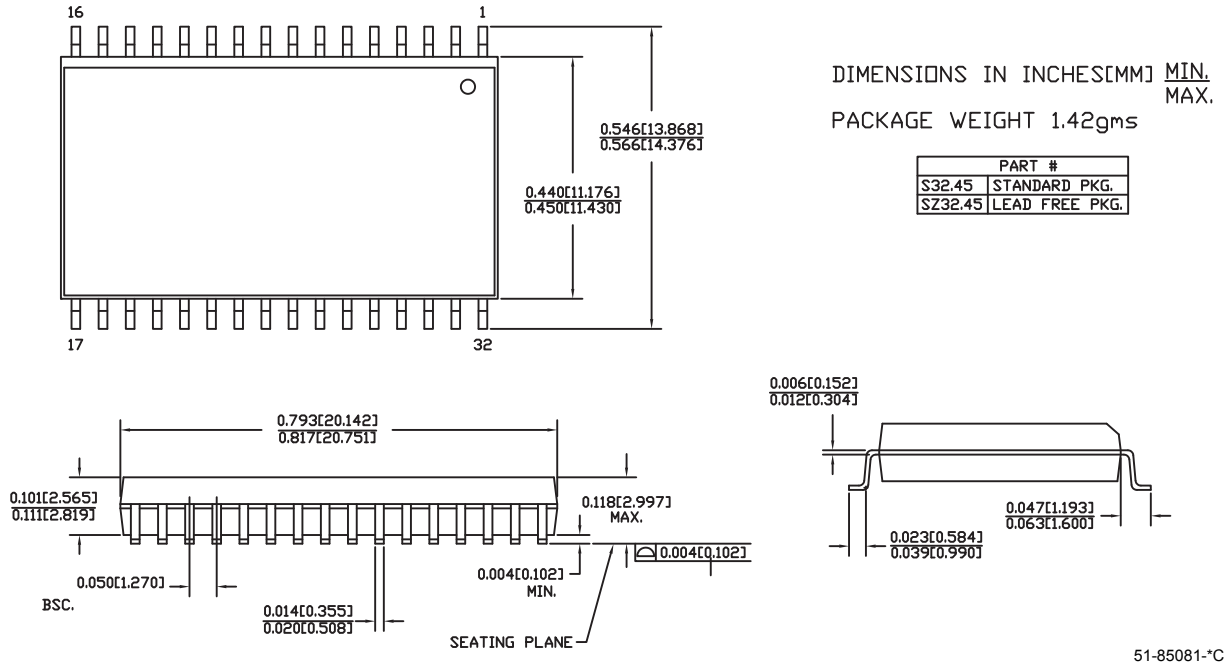 16
1
DIMENSIONS IN INCHES[MM] MIN.
MAX.
PACKAGE WEIGHT 1.42gms
0.546[13.868]
0.566[14.376]
PART #
S32.45 STANDARD PKG.
SZ32.45 LEAD FREE PKG.
0.440[11.176]
0.450[11.430]
17
32
0.006[0.152]
0.012[0.304]
0.793[20.142]
0.817[20.751]
0.101[2.565]
0.111[2.819]
0.118[2.997]
MAX.
0.047[1.193]
0.063[1.600]
0.023[0.584]
0.039[0.990]
0.004[0.102]
0.050[1.270]
BSC.
0.004[0.102]
MIN.
0.014[0.355]
0.020[0.508]
SEATING PLANE
51-85081-*C